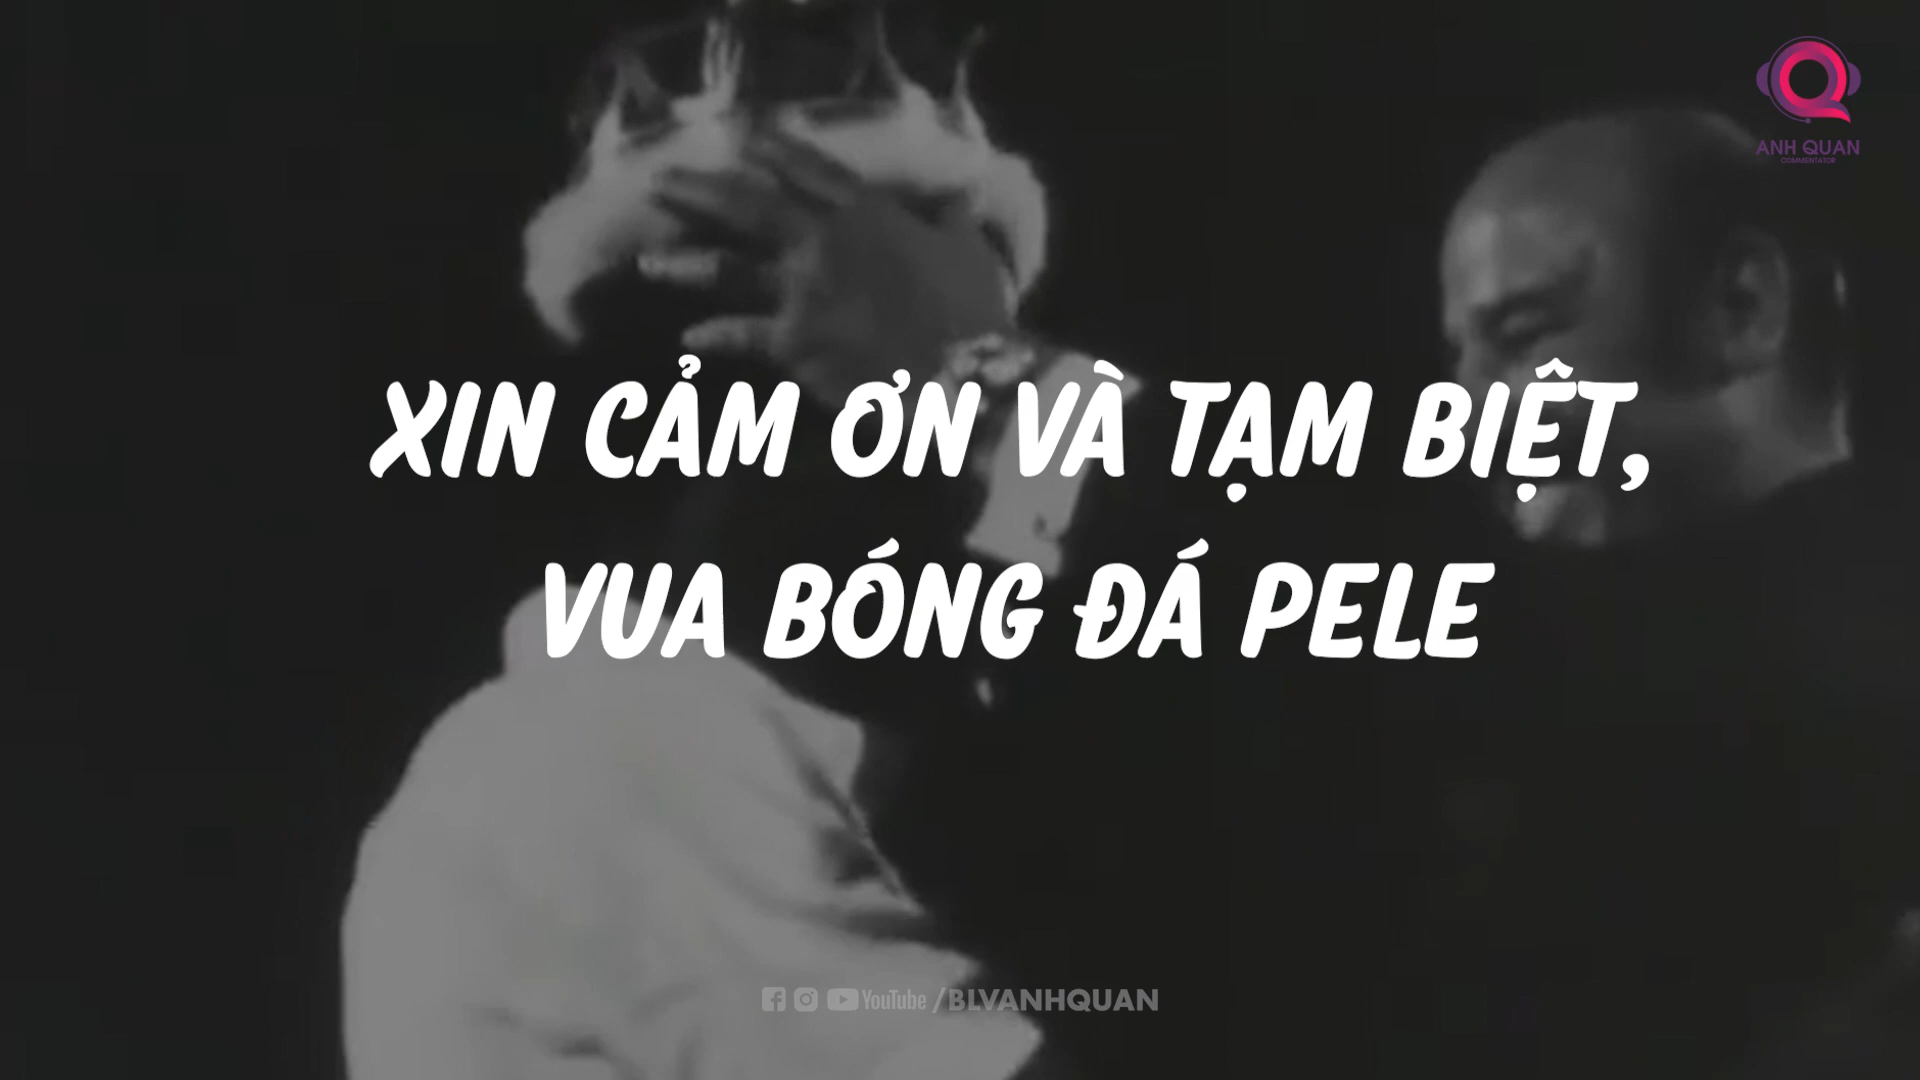 ANH QUAN
COMMENTATOR
XIN CẢM ƠN VÀ TẠM BIỆT,
VUA BÓNG ĐÁ PELE
YouTube /BLVANHQUAN